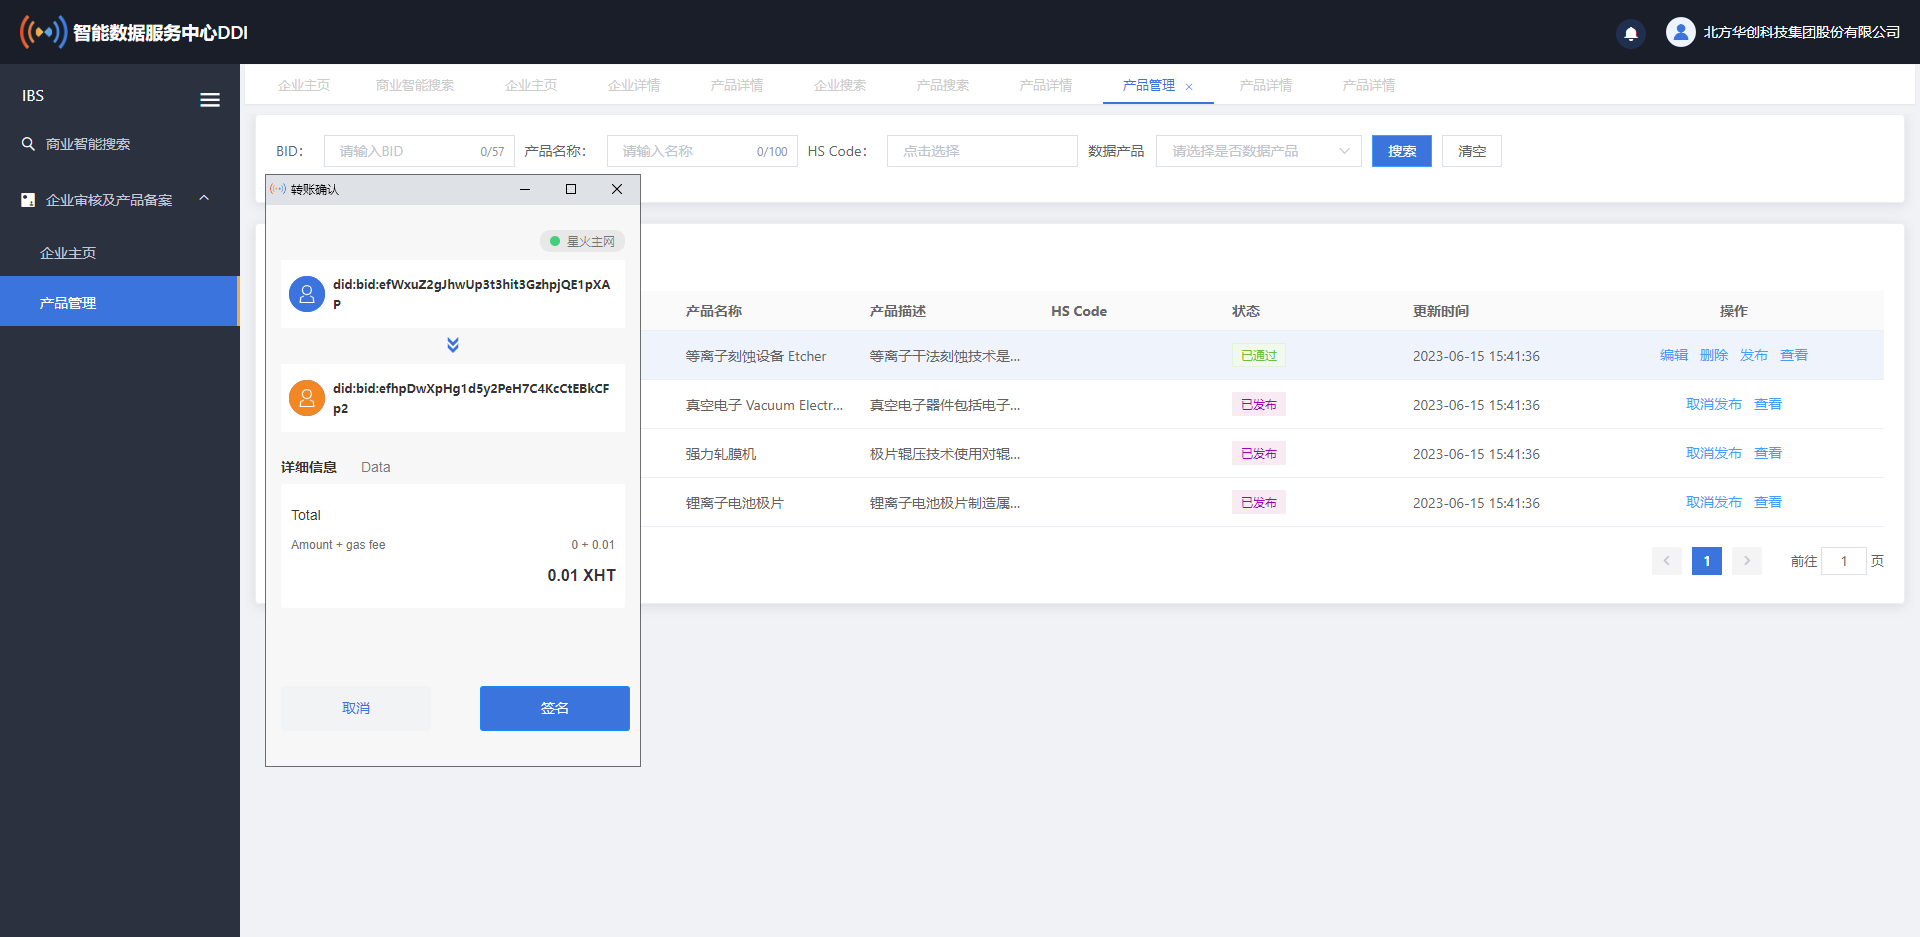 智能数据服务中心DDI
北方华创科技集团股份有限公司
IBS
商业智能搜索
企业审核及产品备案
企业主页
产品管理
企业主页 商业智能搜索 企业主页 企业详情 产品详情 企业搜索 产品搜索 产品详情 产品管理 × 产品详情 产品详情
BID： 请输入BID 0/57 产品名称： 请输入名称 0/100 HS Code： 点击选择 数据产品 请选择是否数据产品 搜索 清空
转账确认
星火主网
did:bid:efWxuZ2gJhwUp3t3hit3GzhpjQE1pXA
P
did:bid:efhpDwXpHg1d5y2PeH7C4KcCtEBkCF
p2
详细信息 Data
Total
Amount + gas fee 0 + 0.01
0.01 XHT
取消 签名
产品名称 产品描述 HS Code 状态 更新时间 操作
等离子刻蚀设备 Etcher 等离子干法刻蚀技术是... 已通过 2023-06-15 15:41:36 编辑 删除 发布 查看
真空电子 Vacuum Electr... 真空电子器件包括电子... 已发布 2023-06-15 15:41:36 取消发布 查看
强力轧膜机 极片辊压技术使用对辊... 已发布 2023-06-15 15:41:36 取消发布 查看
锂离子电池极片 锂离子电池极片制造属... 已发布 2023-06-15 15:41:36 取消发布 查看
1 前往 1 页